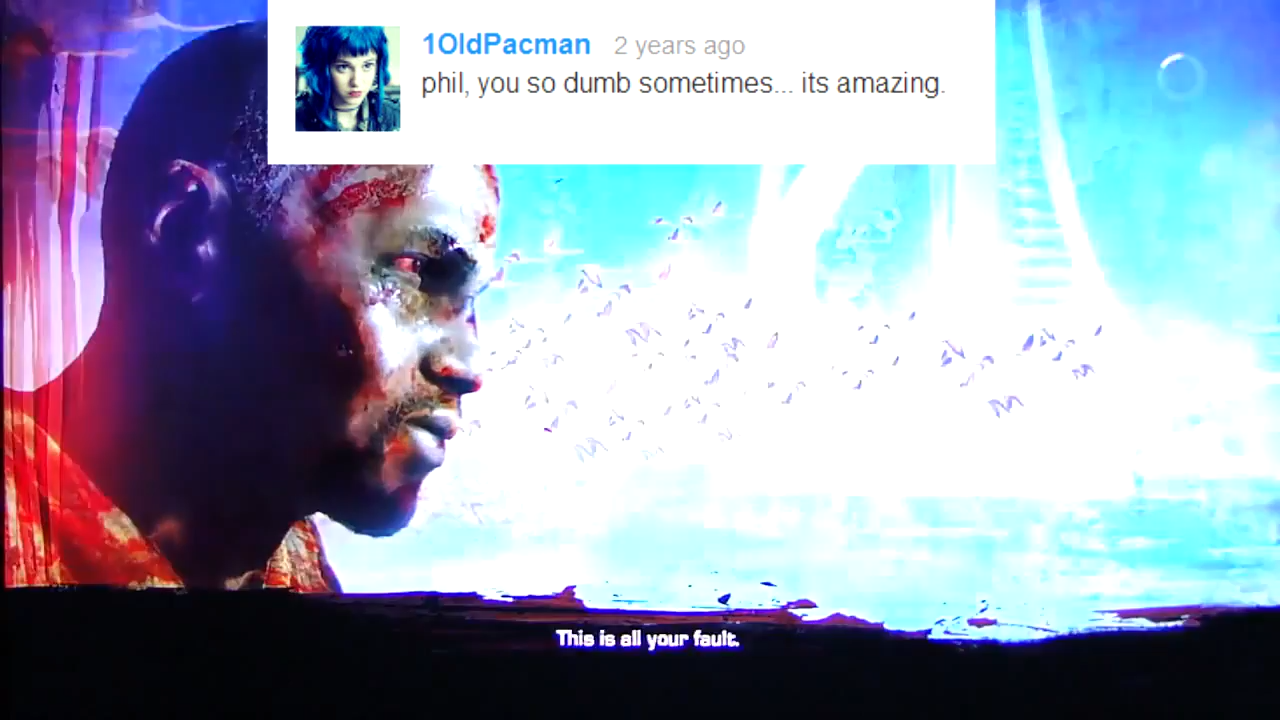 1OldPacman 2 years ago
phil, you so dumb sometimes... its amazing.
This is all your fault.